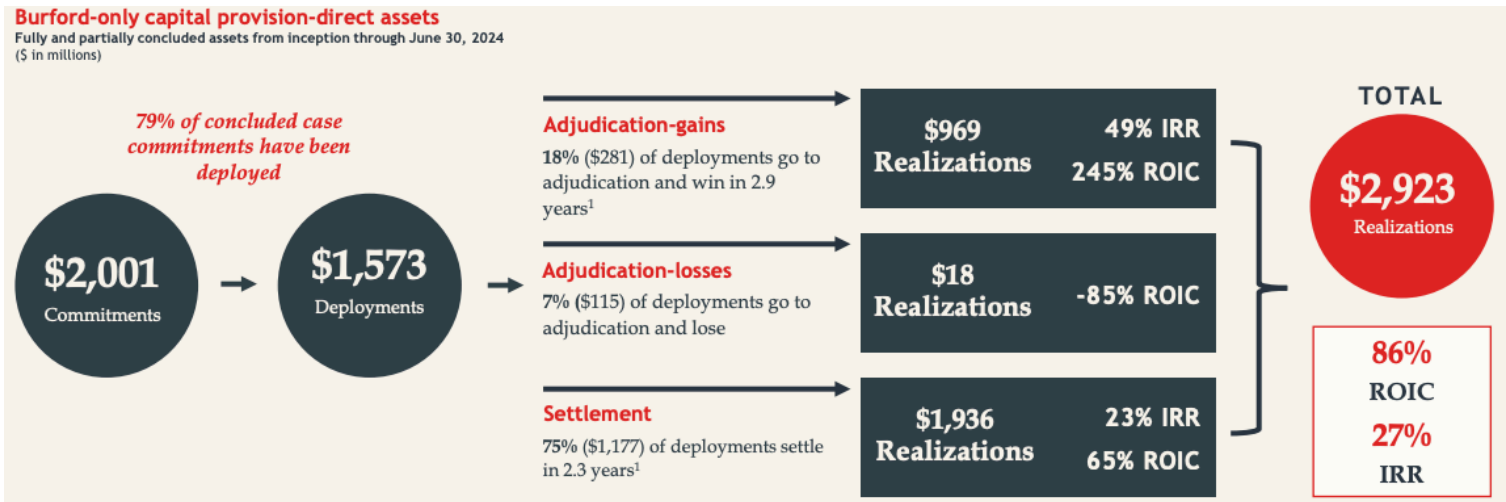 Burford-only capital provision-direct assets
Fully and partially concluded assets from inception through June 30, 2024
($ in millions)
79% of concluded case
commitments have been
deployed
$2,001
Commitments
$1,573
Deployments
Adjudication-gains
18% ($281) of deployments go to
adjudication and win in 2.9
years¹
$969
Realizations
49% IRR
245% ROIC
Adjudication-losses
7% ($115) of deployments go to
adjudication and lose
$18
Realizations
-85% ROIC
Settlement
75% ($1,177) of deployments settle
in 2.3 years¹
$1,936
Realizations
23% IRR
65% ROIC
TOTAL
$2,923
Realizations
86%
ROIC
27%
IRR